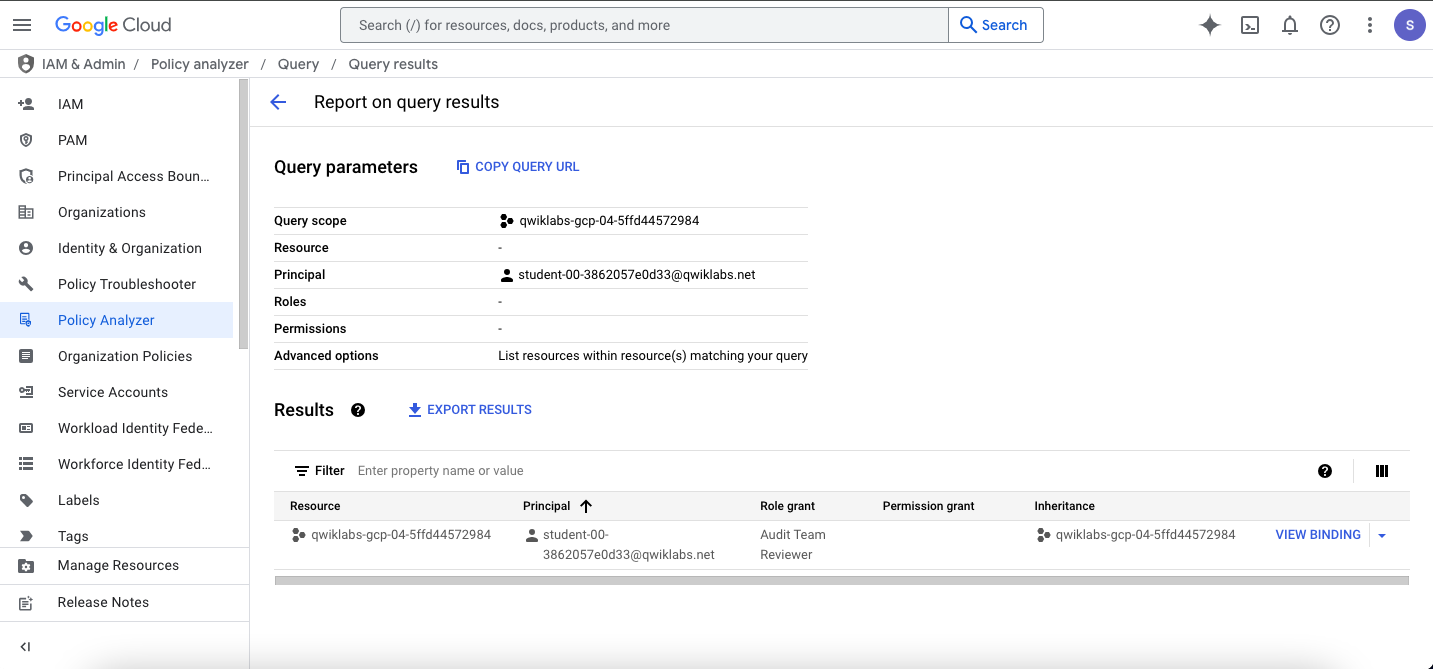 Google Cloud
Search (/) for resources, docs, products, and more
Search
S
IAM & Admin / Policy analyzer / Query / Query results
IAM
PAM
Principal Access Boun...
Organizations
Identity & Organization
Policy Troubleshooter
Policy Analyzer
Organization Policies
Service Accounts
Workload Identity Fede...
Workforce Identity Fed...
Labels
Tags
Manage Resources
Release Notes
Report on query results
Query parameters
COPY QUERY URL
Query scope qwiklabs-gcp-04-5ffd44572984
Resource -
Principal student-00-3862057e0d33@qwiklabs.net
Roles -
Permissions -
Advanced options List resources within resource(s) matching your query
Results
EXPORT RESULTS
Filter Enter property name or value
Resource Principal Role grant Permission grant Inheritance
qwiklabs-gcp-04-5ffd44572984 student-00- Audit Team qwiklabs-gcp-04-5ffd44572984 VIEW BINDING
3862057e0d33@qwiklabs.net Reviewer